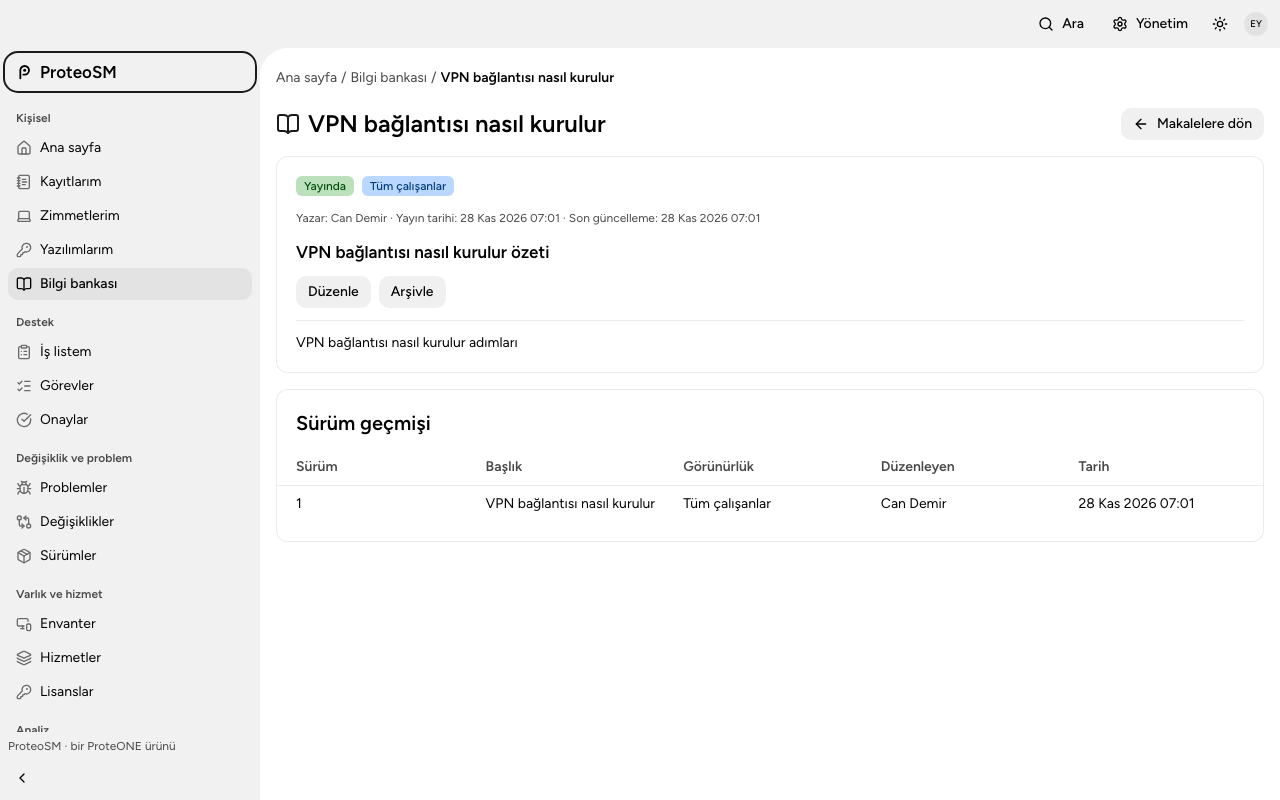 Ara
Yönetim
EY
ProteoSM
Kişisel
Ana sayfa
Kayıtlarım
Zimmetlerim
Yazılımlarım
Bilgi bankası
Destek
İş listem
Görevler
Onaylar
Değişiklik ve problem
Problemler
Değişiklikler
Sürümler
Varlık ve hizmet
Envanter
Hizmetler
Lisanslar
Analiz
ProteoSM · bir ProteONE ürünü
Ana sayfa / Bilgi bankası / VPN bağlantısı nasıl kurulur
VPN bağlantısı nasıl kurulur
Makalelere dön
Yayında Tüm çalışanlar
Yazar: Can Demir · Yayın tarihi: 28 Kas 2026 07:01 · Son güncelleme: 28 Kas 2026 07:01
VPN bağlantısı nasıl kurulur özeti
Düzenle Arşivle
VPN bağlantısı nasıl kurulur adımları
Sürüm geçmişi
Sürüm Başlık Görünürlük Düzenleyen Tarih
1 VPN bağlantısı nasıl kurulur Tüm çalışanlar Can Demir 28 Kas 2026 07:01